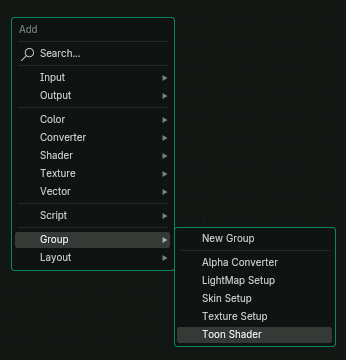 Add
Search...
Input
Output
Color
Converter
Shader
Texture
Vector
Script
Group
Layout
New Group
Alpha Converter
LightMap Setup
Skin Setup
Texture Setup
Toon Shader